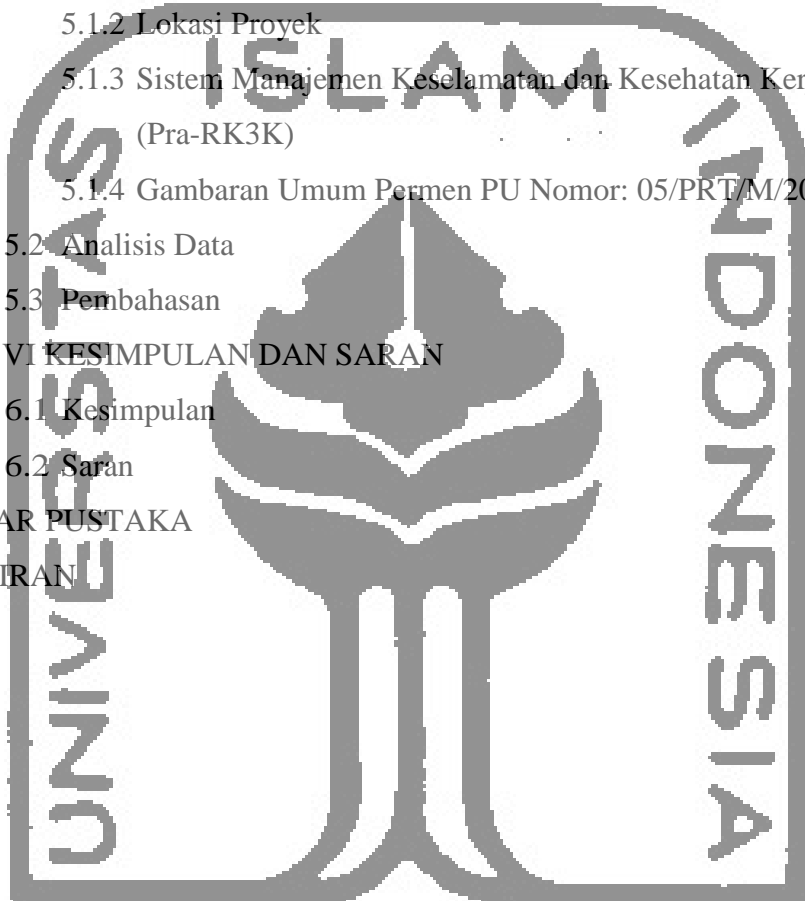 5.1.2 Lokasi Proyek
5.1.3 Sistem Manajemen Keselamatan dan Kesehatan Ker
(Pra-RK3K)
5.1.4 Gambaran Umum Permen PU Nomor: 05/PRT/M/20
5.2 Analisis Data
5.3 Pembahasan
VI KESIMPULAN DAN SARAN
6.1 Kesimpulan
6.2 Saran
AR PUSTAKA
IRAN
UNIVERSITAS
ISLAM
INDONESIA